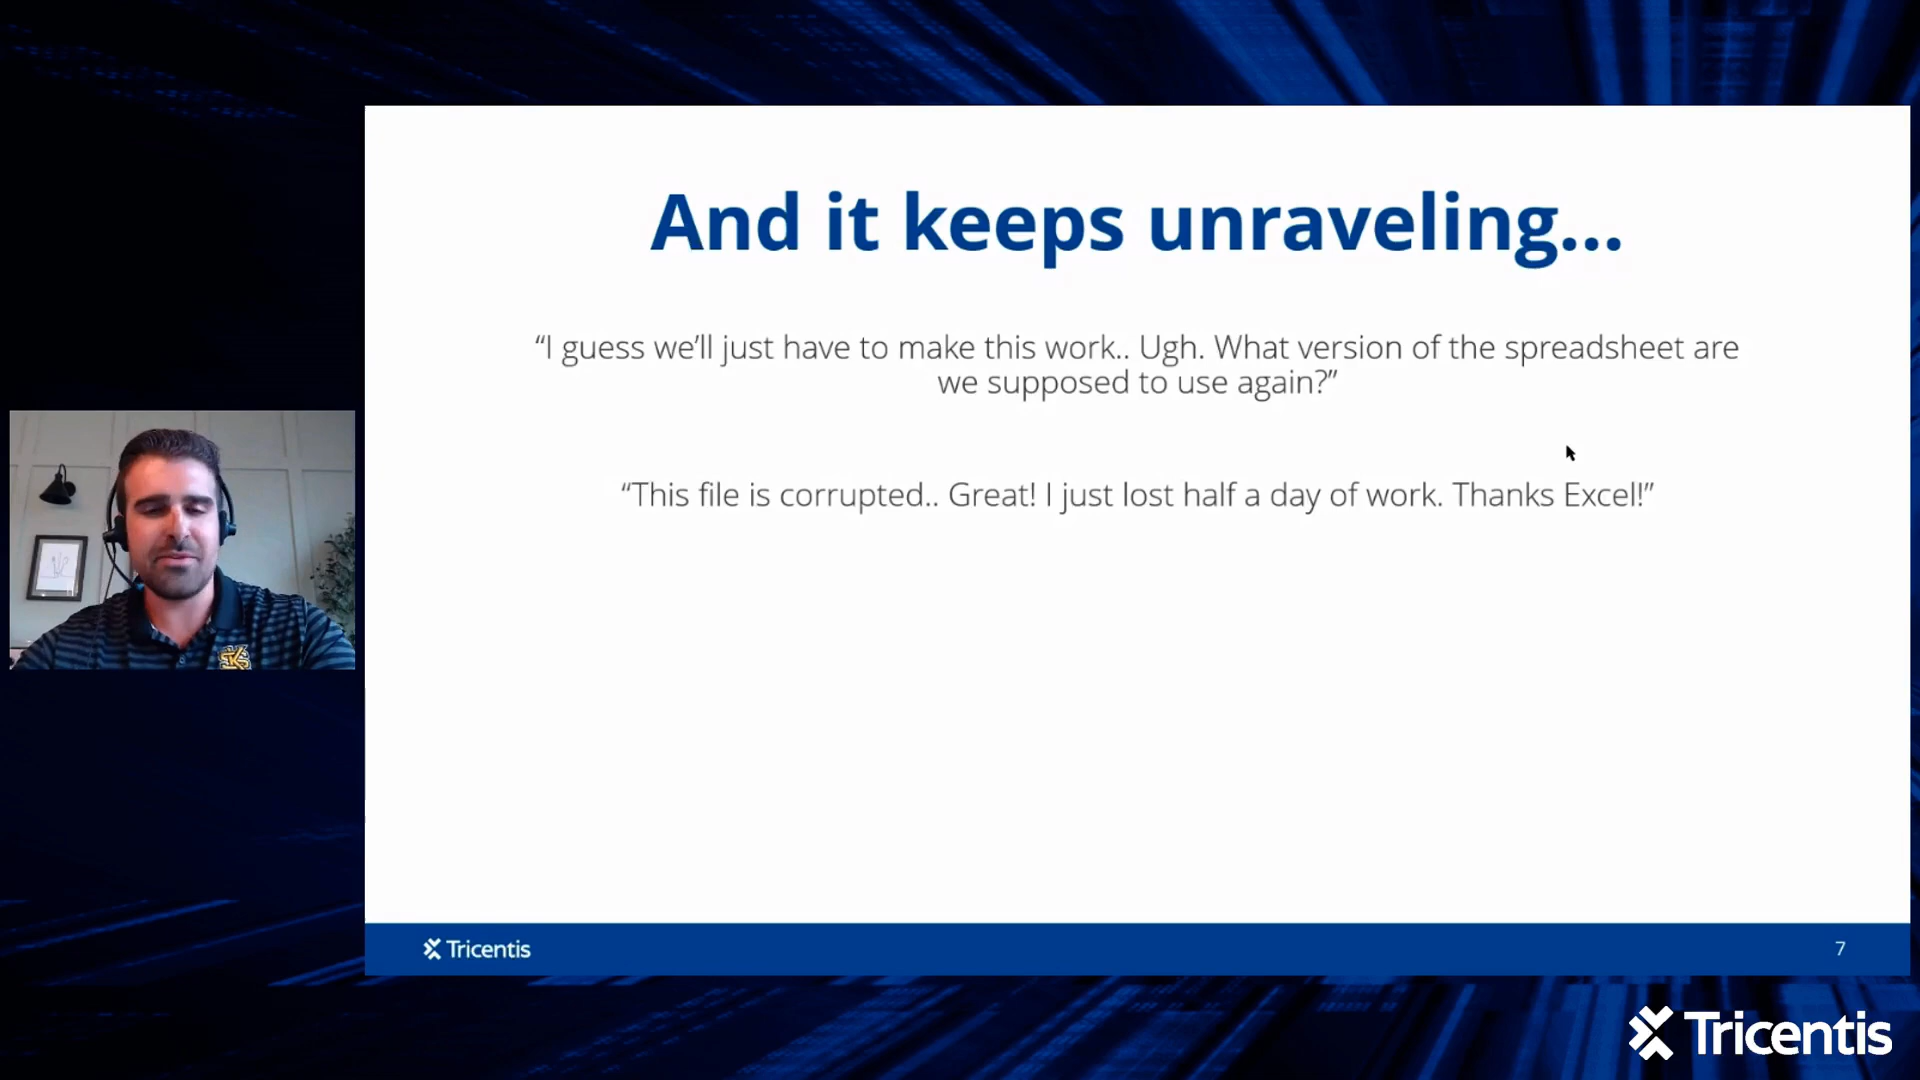 And it keeps unraveling...
“I guess we’ll just have to make this work.. Ugh. What version of the spreadsheet are
we supposed to use again?”
“This file is corrupted.. Great! I just lost half a day of work. Thanks Excel!”
Tricentis
7
Tricentis
KS